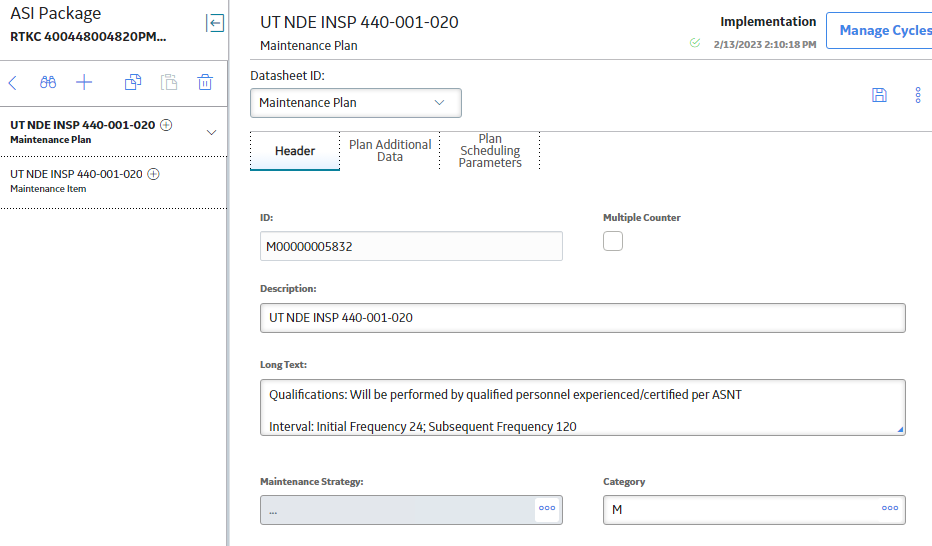 ASI Package
RTKC 400448004820PM...
UT NDE INSP 440-001-020
Maintenance Plan
UT NDE INSP 440-001-020
Maintenance Item
UT NDE INSP 440-001-020
Maintenance Plan
Implementation
2/13/2023 2:10:18 PM
Manage Cycles
Datasheet ID:
Maintenance Plan
Header
Plan Additional
Data
Plan
Scheduling
Parameters
ID:
M00000005832
Multiple Counter
Description:
UT NDE INSP 440-001-020
Long Text:
Qualifications: Will be performed by qualified personnel experienced/certified per ASNT
Interval: Initial Frequency 24; Subsequent Frequency 120
Maintenance Strategy:
...
Category
M